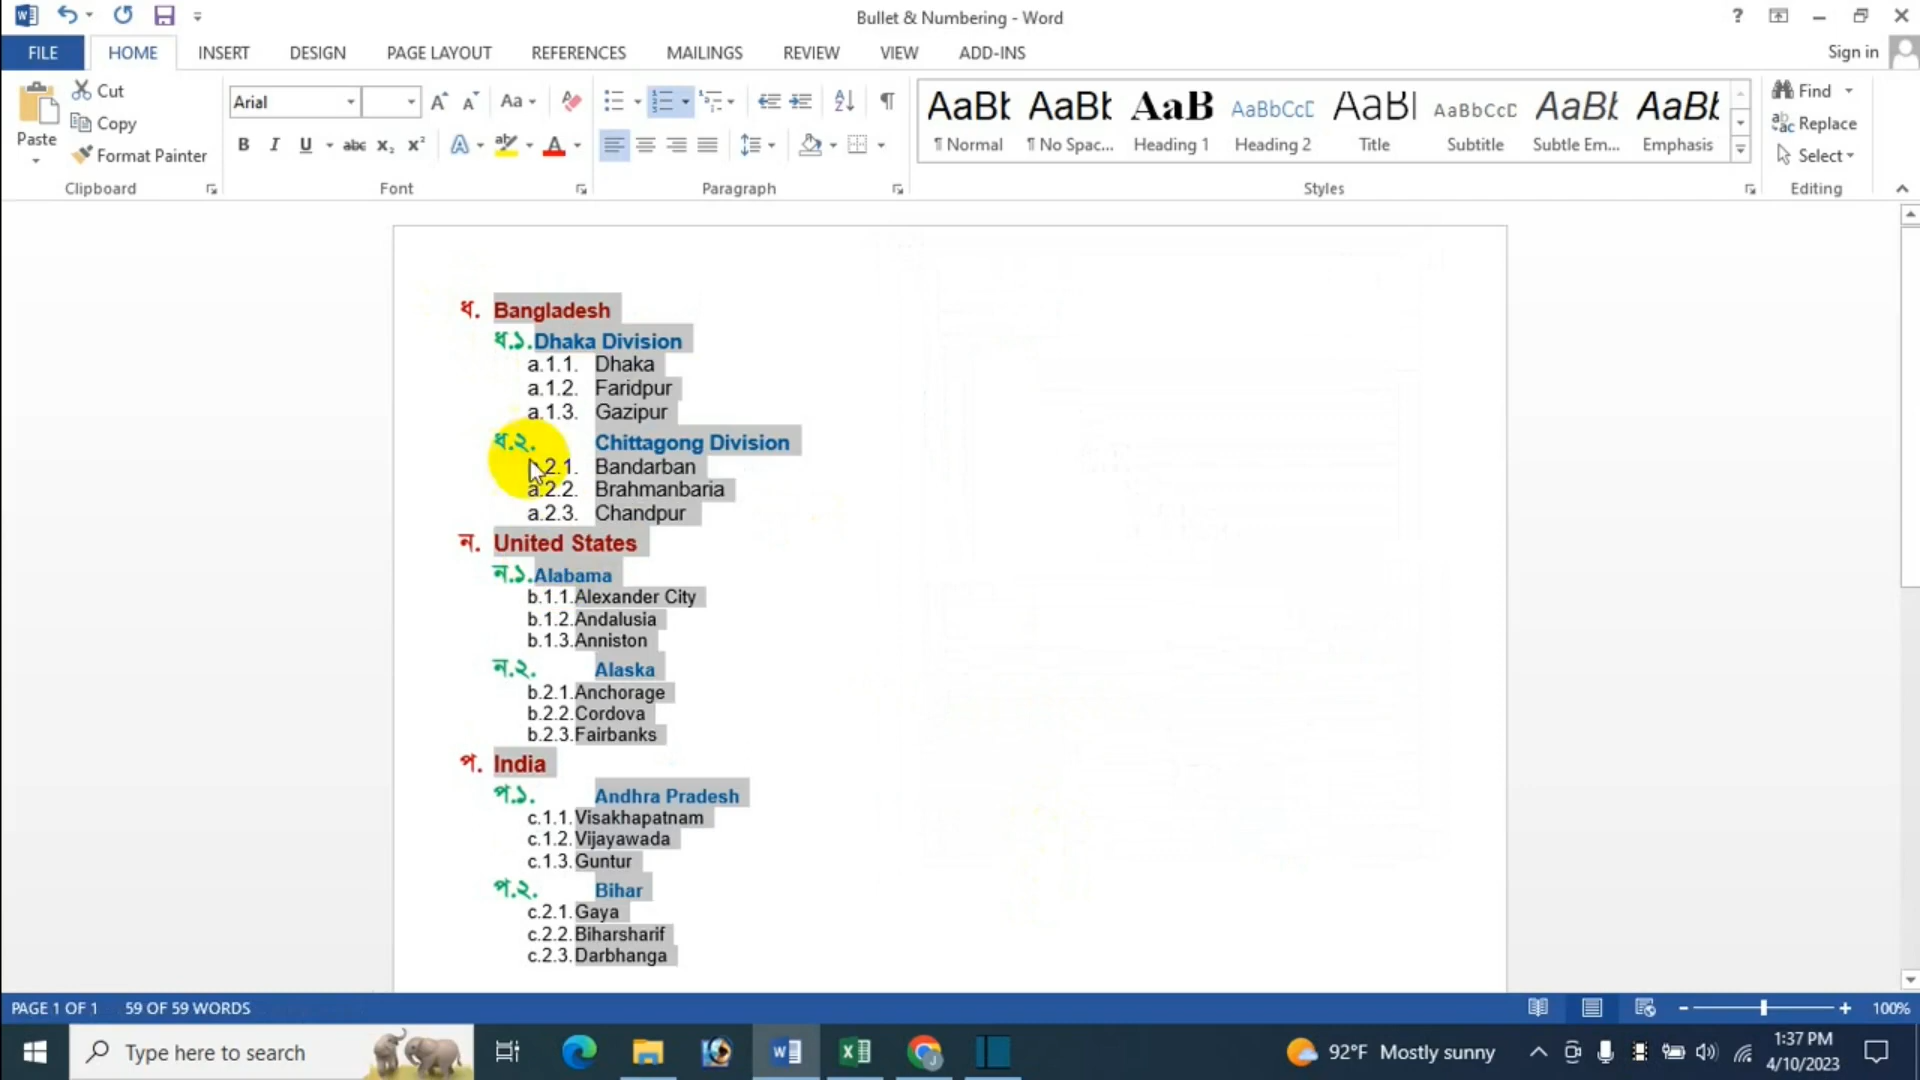 Bullet & Numbering - Word
FILE HOME INSERT DESIGN PAGE LAYOUT REFERENCES MAILINGS REVIEW VIEW ADD-INS Sign in
Paste Cut
Copy
Format Painter
Arial
Find
Replace
Select
AaBb ¶ Normal
¶ No Spac...
AaB Heading 1
AaBbCcD Heading 2
Title
AaBbCcD Subtitle
Subtle Em...
Emphasis
Clipboard Font Paragraph Styles Editing
ধ. Bangladesh
ধ.১. Dhaka Division
a.1.1. Dhaka
a.1.2. Faridpur
a.1.3. Gazipur
ধ.২. Chittagong Division
.2.1. Bandarban
a.2.2. Brahmanbaria
a.2.3. Chandpur
ন. United States
ন.১. Alabama
b.1.1. Alexander City
b.1.2. Andalusia
b.1.3. Anniston
ন.২. Alaska
b.2.1. Anchorage
b.2.2. Cordova
b.2.3. Fairbanks
প. India
প.১. Andhra Pradesh
c.1.1. Visakhapatnam
c.1.2. Vijayawada
c.1.3. Guntur
প.২. Bihar
c.2.1. Gaya
c.2.2. Biharsharif
c.2.3. Darbhanga
PAGE 1 OF 1 59 OF 59 WORDS 100%
Type here to search
92°F Mostly sunny
1:37 PM
4/10/2023